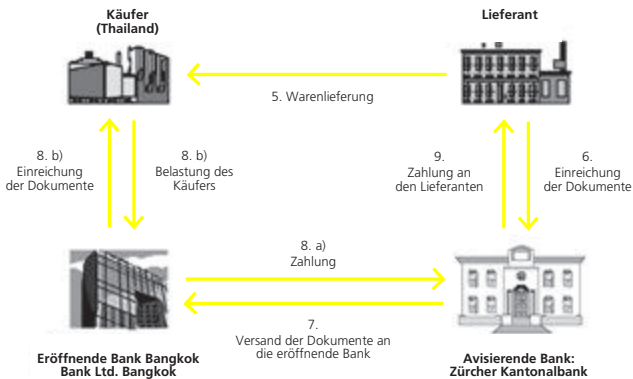 Käufer
(Thailand)
Lieferant
5. Warenlieferung
8. b)
Einreichung
der Dokumente
8. b)
Belastung des
Käufers
9.
Zahlung an
den Lieferanten
6.
Einreichung
der Dokumente
8. a)
Zahlung
7.
Versand der Dokumente an
die eröffnende Bank
Eröffnende Bank Bangkok
Bank Ltd. Bangkok
Avisierende Bank:
Zürcher Kantonalbank